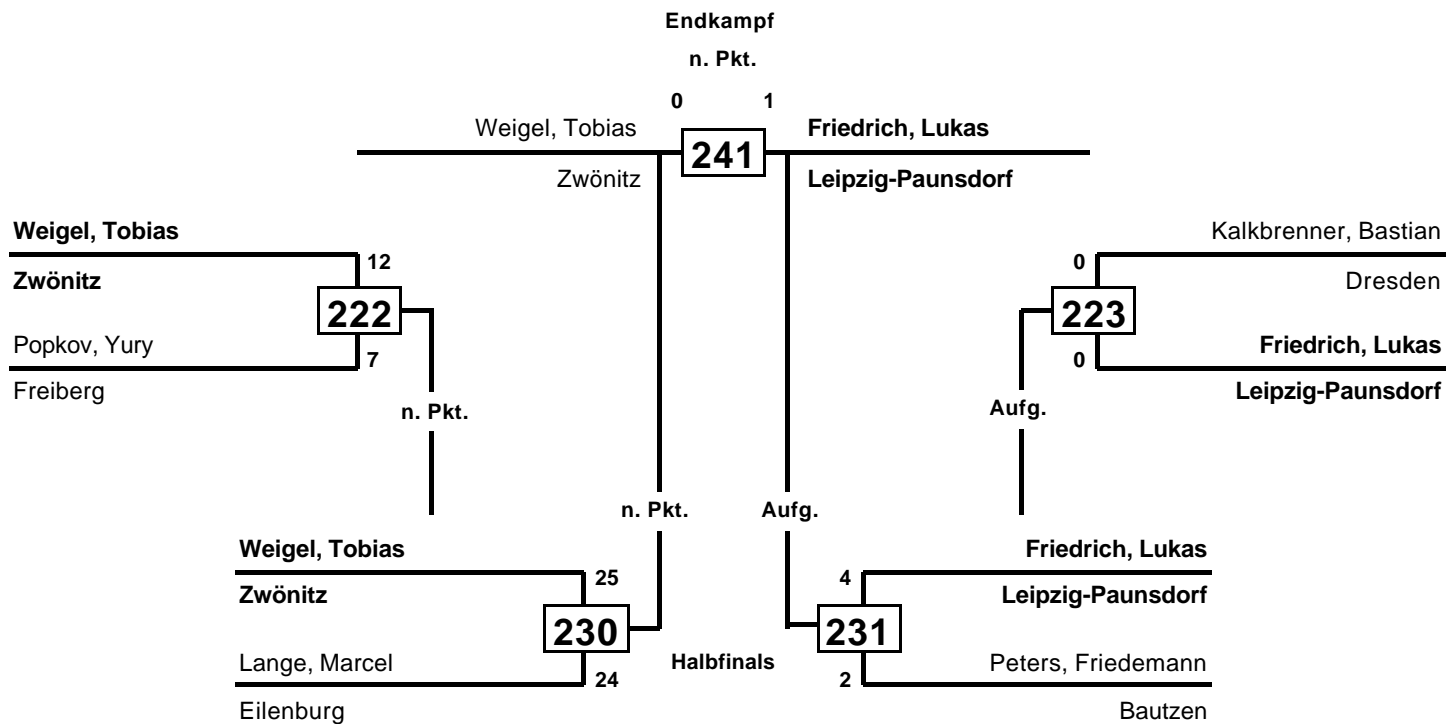 Endkampf
n. Pkt.
0 1
Weigel, Tobias 241 Friedrich, Lukas
Zwönitz Leipzig-Paunsdorf
Weigel, Tobias
12
Zwönitz
222
Popkov, Yury
7
Freiberg
n. Pkt.
Kalkbrenner, Bastian
0
Dresden
223
Friedrich, Lukas
0
Leipzig-Paunsdorf
Aufg.
n. Pkt. Aufg.
Weigel, Tobias
25
Zwönitz
230
Lange, Marcel
24
Eilenburg
Halbfinals
Friedrich, Lukas
4
Leipzig-Paunsdorf
231
Peters, Friedemann
2
Bautzen